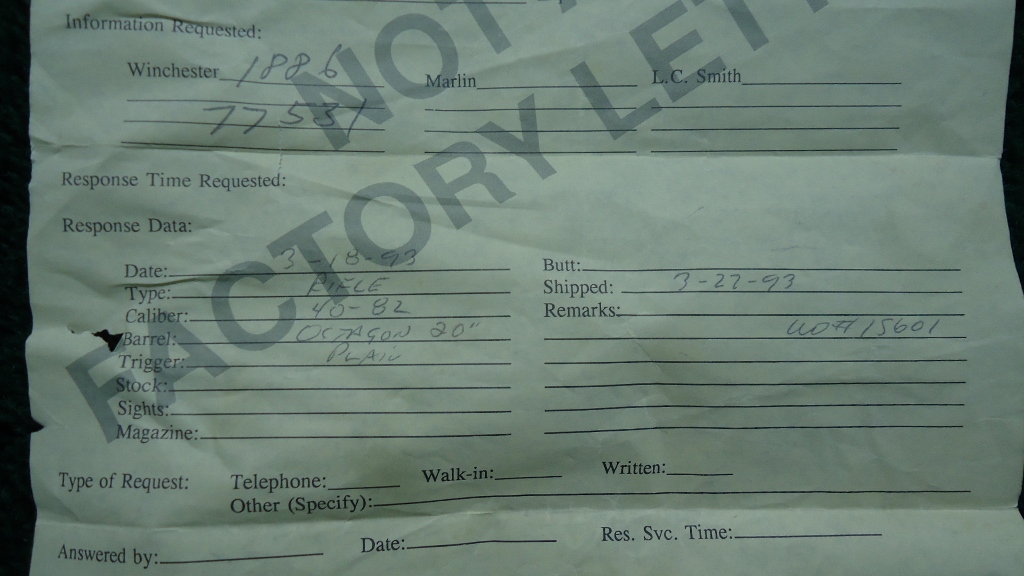 Information Requested:
Winchester 1886 Marlin L.C. Smith
77531
Response Time Requested:
Response Data:
Date: 3-18-93 Butt:
Type: RIFLE Shipped: 3-22-93
Caliber: 40-82 Remarks:
Barrel: OCTAGON 20" WO# 15601
Trigger: PLAIN
Stock:
Sights:
Magazine:
Type of Request: Telephone: Walk-in: Written:
Other (Specify):
Answered by: Date: Res. Svc. Time:
NOT
FACTORY LET